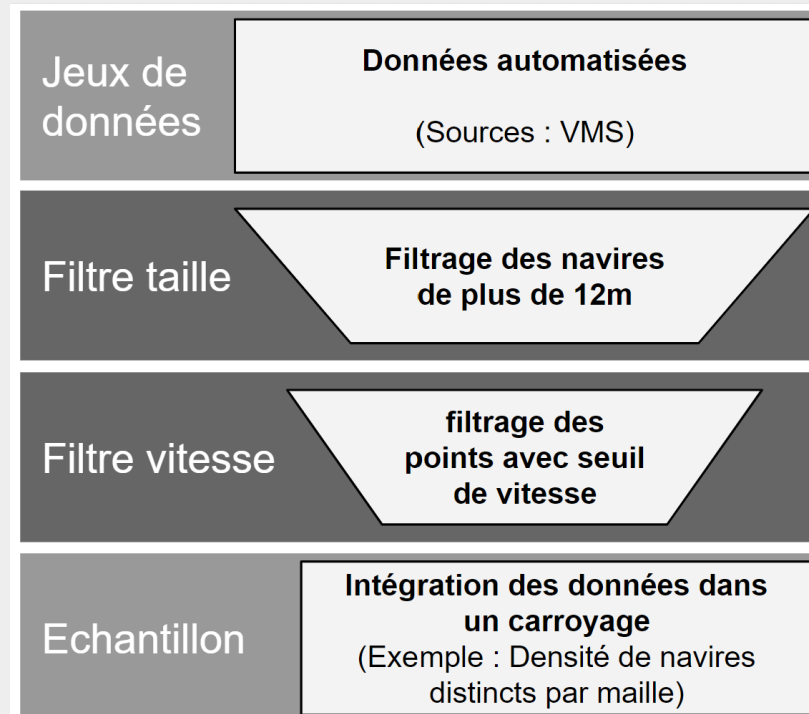 Jeux de
données
Données automatisées
(Sources : VMS)
Filtre taille
Filtrage des navires
de plus de 12m
Filtre vitesse
filtrage des
points avec seuil
de vitesse
Echantillon
Intégration des données dans
un carroyage
(Exemple : Densité de navires
distincts par maille)